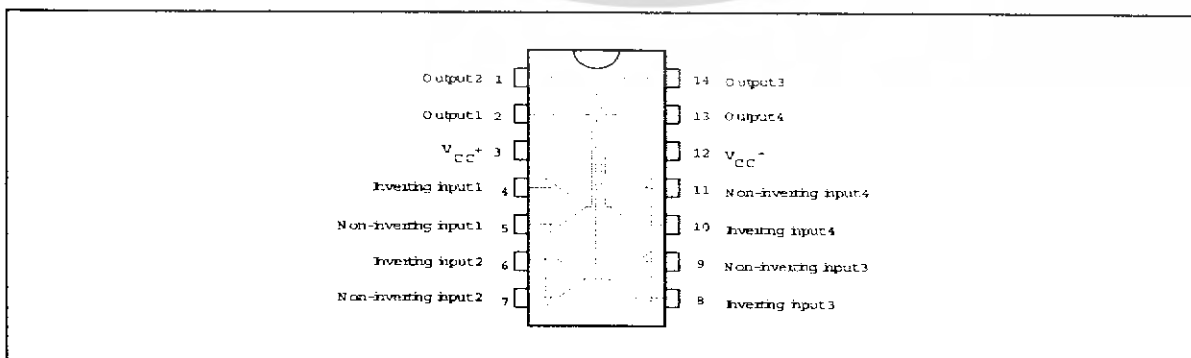 Output2 1 14 Output3
Output1 2 13 Output4
VCC+ 3 12 VCC-
Inverting input1 4 11 Non-inverting input4
Non-inverting input1 5 10 Inverting input4
Inverting input2 6 9 Non-inverting input3
Non-inverting input2 7 8 Inverting input3